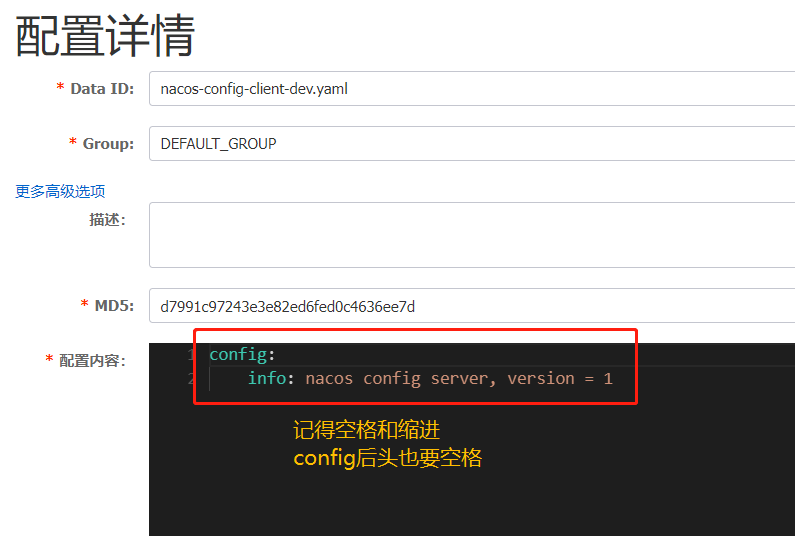 配置详情
* Data ID: nacos-config-client-dev.yaml
* Group: DEFAULT_GROUP
更多高级选项
描述:
* MD5: d7991c97243e3e82ed6fed0c4636ee7d
* 配置内容:
1 config:
2 info: nacos config server, version = 1
记得空格和缩进
config后头也要空格